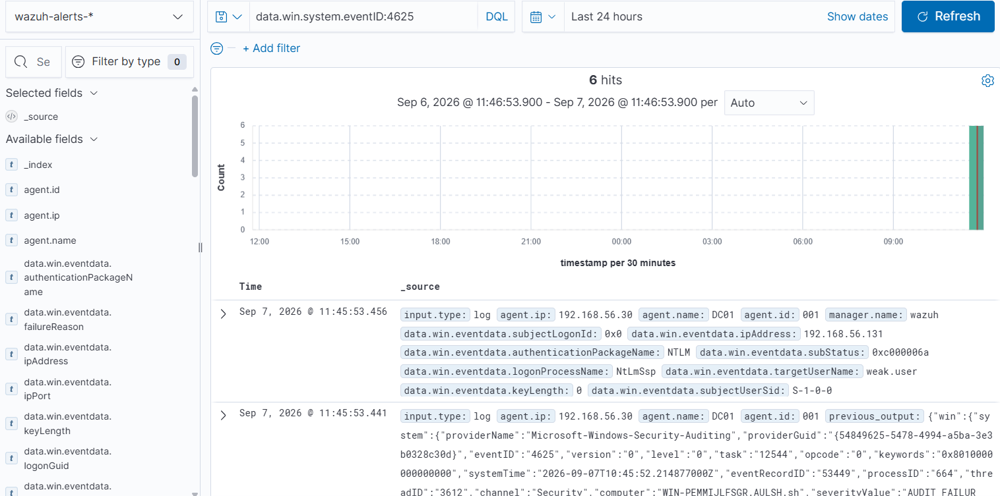 wazuh-alerts-*
data.win.system.eventID:4625 DQL
Last 24 hours Show dates
Refresh
Se
Filter by type 0
+ Add filter
Selected fields
_source
Available fields
t _index
t agent.id
t agent.ip
t agent.name
t data.win.eventdata.
authenticationPackageN
ame
t data.win.eventdata.
failureReason
t data.win.eventdata.
ipAddress
t data.win.eventdata.
ipPort
t data.win.eventdata.
keyLength
t data.win.eventdata.
logonGuid
t data.win.eventdata.
6 hits
Sep 6, 2026 @ 11:46:53.900 - Sep 7, 2026 @ 11:46:53.900 per Auto
Count
6
5
4
3
2
1
0
12:00 15:00 18:00 21:00 00:00 03:00 06:00 09:00
timestamp per 30 minutes
Time _source
Sep 7, 2026 @ 11:45:53.456 input.type: log agent.ip: 192.168.56.30 agent.name: DC01 agent.id: 001 manager.name: wazuh
data.win.eventdata.subjectLogonId: 0x0 data.win.eventdata.ipAddress: 192.168.56.131
data.win.eventdata.authenticationPackageName: NTLM data.win.eventdata.subStatus: 0xc000006a
data.win.eventdata.logonProcessName: NtLmSsp data.win.eventdata.targetUserName: weak.user
data.win.eventdata.keyLength: 0 data.win.eventdata.subjectUserSid: S-1-0-0
Sep 7, 2026 @ 11:45:53.441 input.type: log agent.ip: 192.168.56.30 agent.name: DC01 agent.id: 001 previous_output: {"win":{"sy
stem":{"providerName":"Microsoft-Windows-Security-Auditing","providerGuid":"{54849625-5478-4994-a5ba-3e3
b0328c30d}","eventID":"4625","version":"0","level":"0","task":"12544","opcode":"0","keywords":"0x8010000
000000000","systemTime":"2026-09-07T10:45:52.214877000Z","eventRecordID":"53449","processID":"664","thre
adID":"3612","channel":"Security","computer":"WIN-PEMMIJLFSGR.AULSH.sh","severityValue":"AUDIT_FAILUR